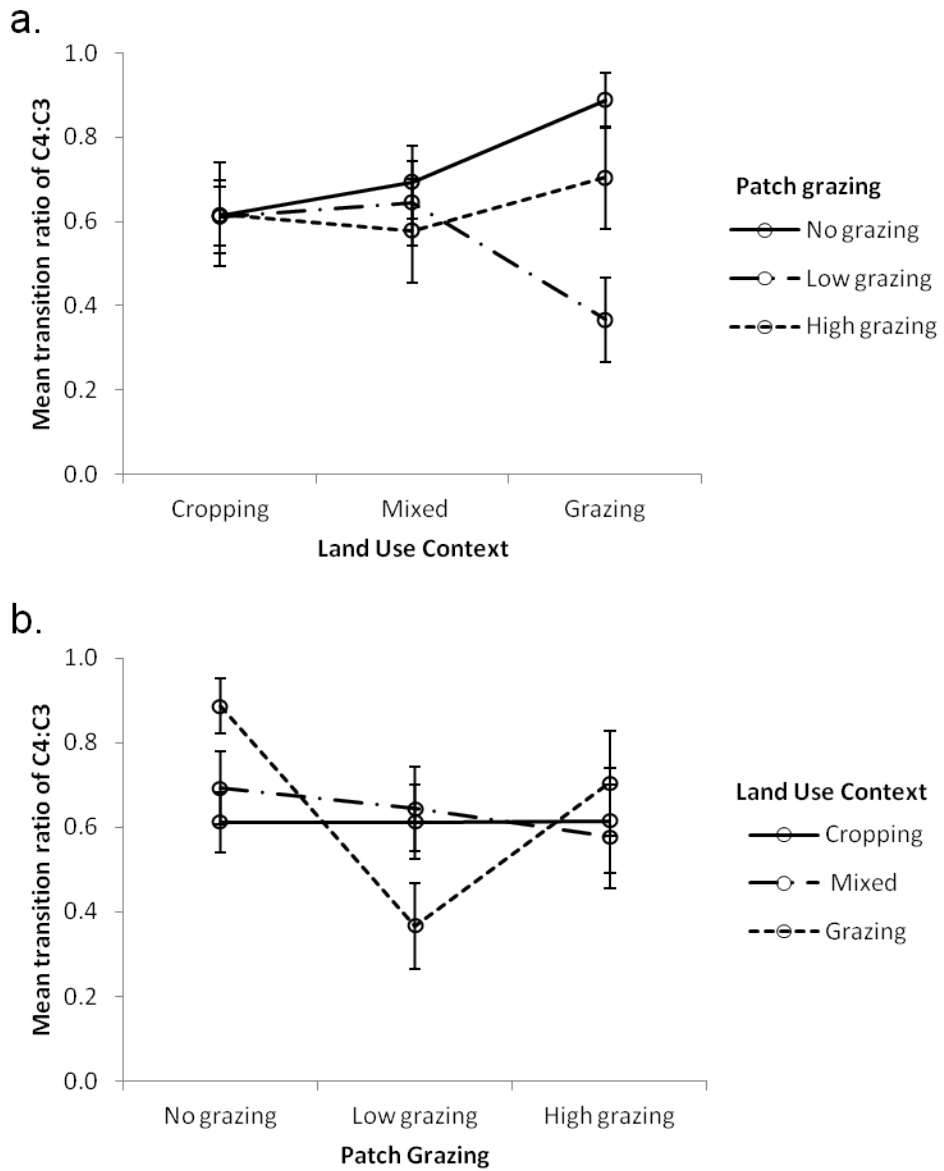 a.
1.0
0.8
0.6
0.4
0.2
0.0
Mean transition ratio of C4:C3
Cropping Mixed Grazing
Land Use Context
Patch grazing
No grazing
Low grazing
High grazing
b.
1.0
0.8
0.6
0.4
0.2
0.0
Mean transition ratio of C4:C3
No grazing Low grazing High grazing
Patch Grazing
Land Use Context
Cropping
Mixed
Grazing